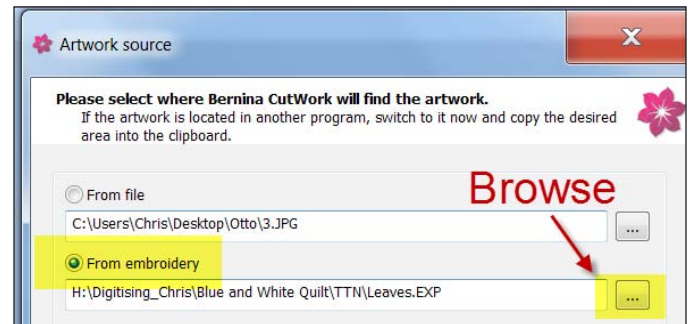 Artwork source
X
Please select where Bernina CutWork will find the artwork.
If the artwork is located in another program, switch to it now and copy the desired
area into the clipboard.
From file
Browse
C:\Users\Chris\Desktop\Otto\3.JPG
...
From embroidery
H:\Digitising_Chris\Blue and White Quilt\TTN\Leaves.EXP
...